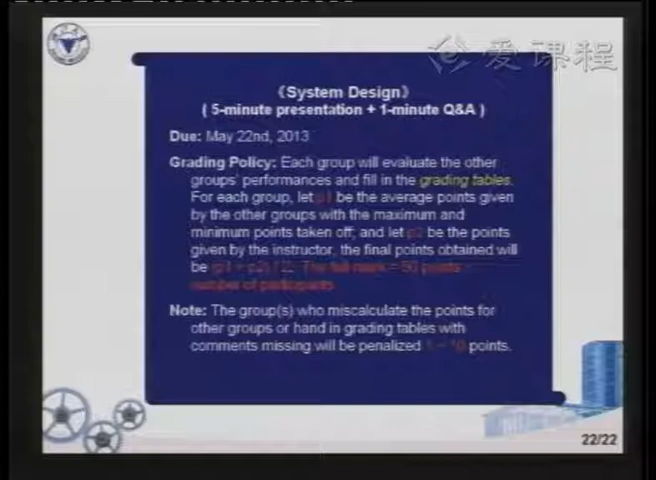 爱课程
《System Design》
( 5-minute presentation + 1-minute Q&A )
Due: May 22nd, 2013
Grading Policy: Each group will evaluate the other
groups' performances and fill in the grading tables.
For each group, let p1 be the average points given
by the other groups with the maximum and
minimum points taken off, and let p2 be the points
given by the instructor, the final points obtained will
be (p1 + p2) / 2. The full mark = 50 points
number of participants
Note: The group(s) who miscalculate the points for
other groups or hand in grading tables with
comments missing will be penalized 1 ~ 10 points.
22/22